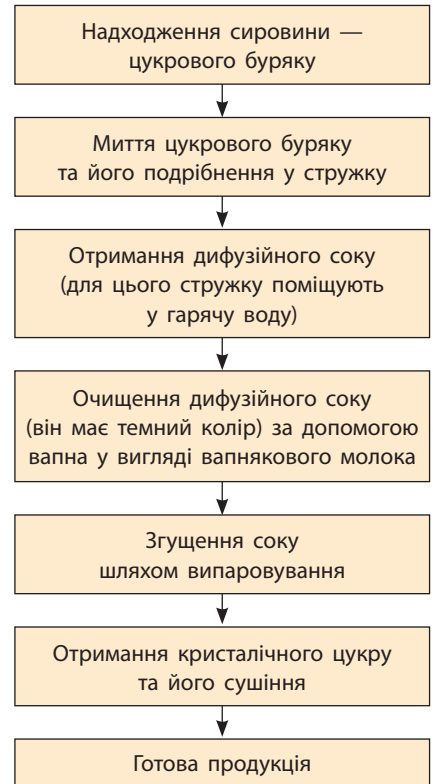 Надходження сировини —
цукрового буряку
Миття цукрового буряку
та його подрібнення у стружку
Отримання дифузійного соку
(для цього стружку поміщують
у гарячу воду)
Очищення дифузійного соку
(він має темний колір) за допомогою
вапна у вигляді вапнякового молока
Згущення соку
шляхом випаровування
Отримання кристалічного цукру
та його сушіння
Готова продукція